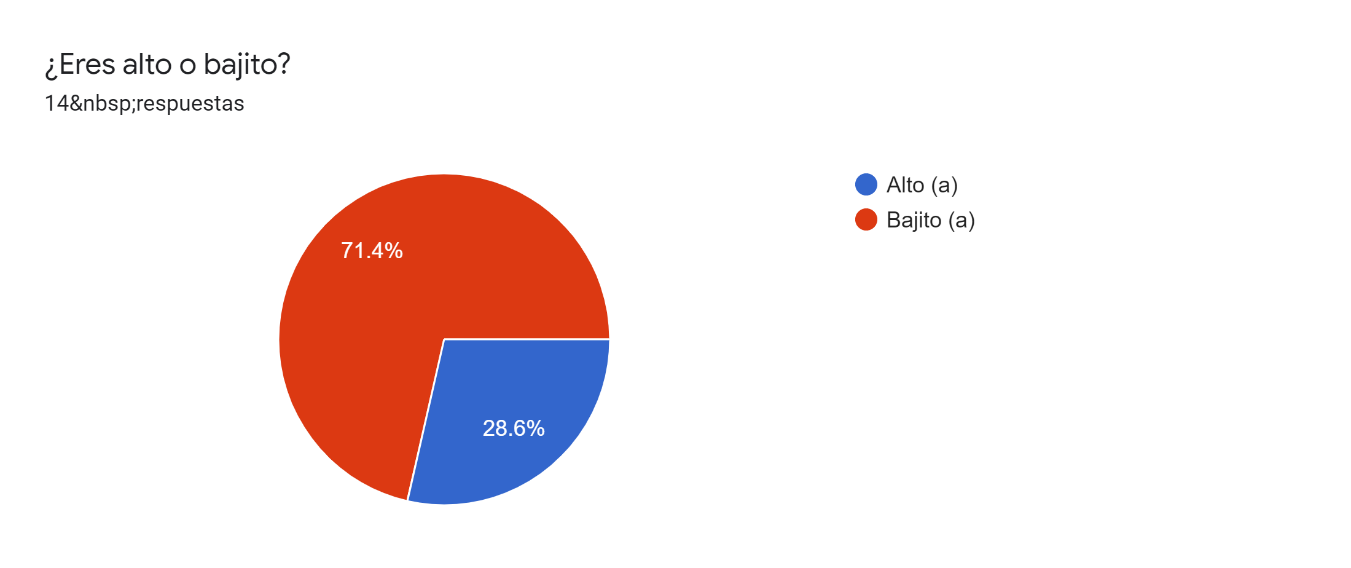 ¿Eres alto o bajito?
14&nbsp;respuestas
Alto (a)
Bajito (a)
71.4%
28.6%